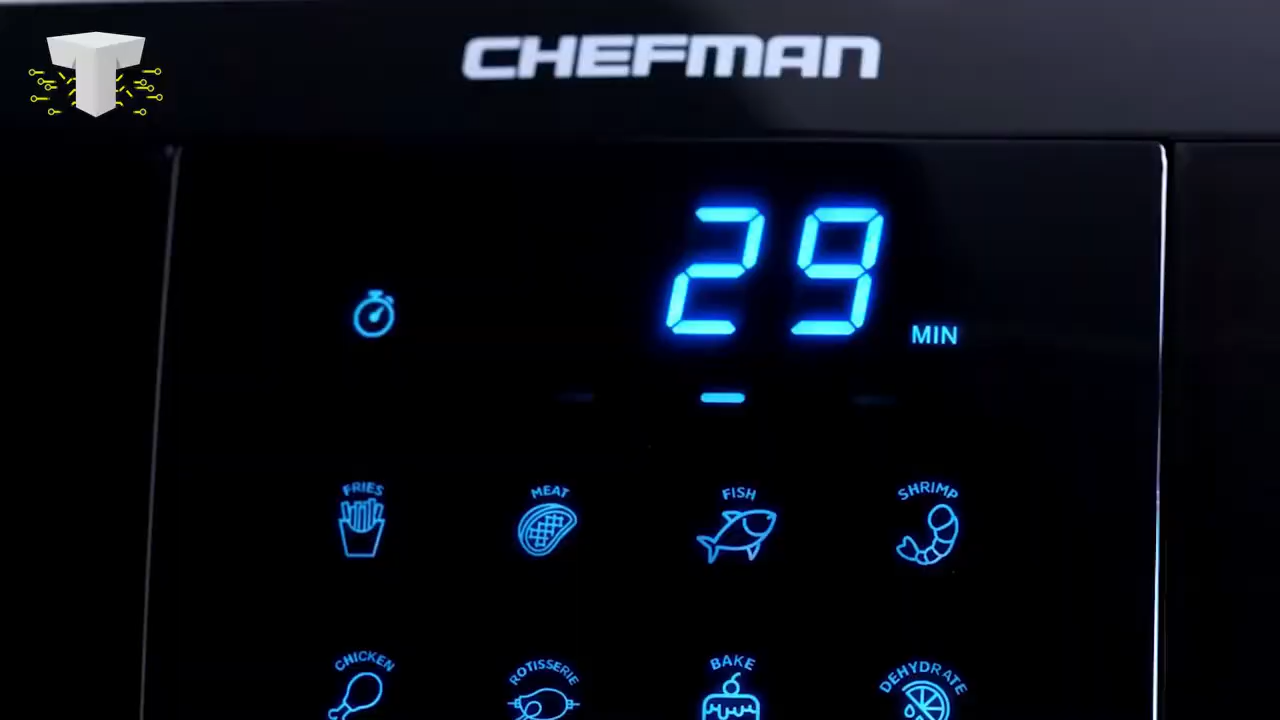 CHEFMAN
29
MIN
FRIES MEAT FISH SHRIMP
CHICKEN ROTISSERIE BAKE DEHYDRATE